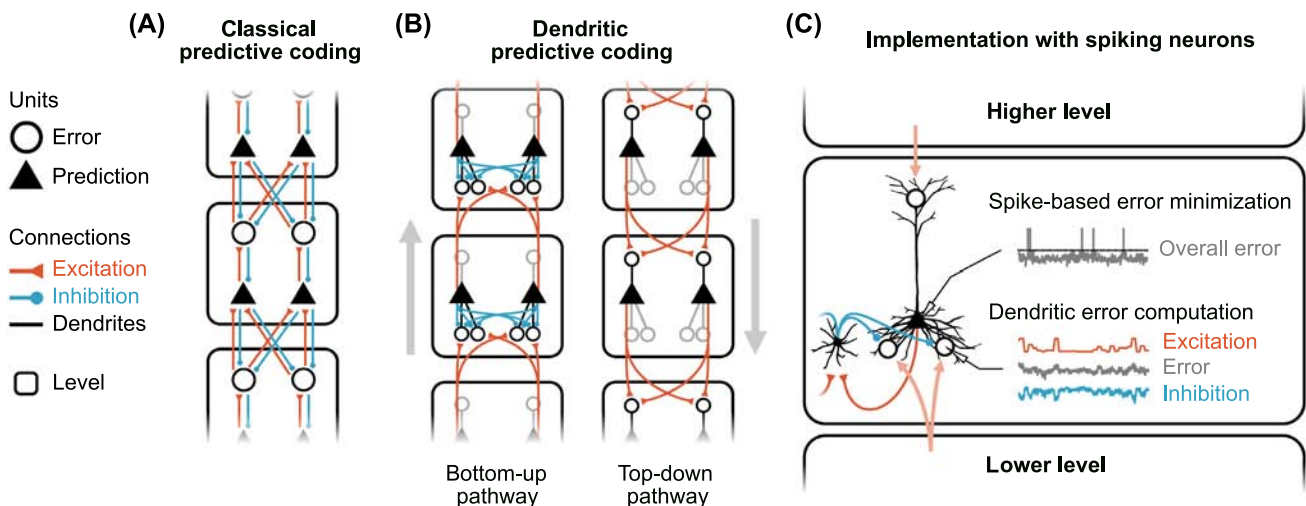 (A)
Classical
predictive coding
(B)
Dendritic
predictive coding
(C)
Implementation with spiking neurons
Units
Error
Prediction
Connections
Excitation
Inhibition
Dendrites
Level
Bottom-up
pathway
Top-down
pathway
Higher level
Spike-based error minimization
Overall error
Dendritic error computation
Excitation
Error
Inhibition
Lower level